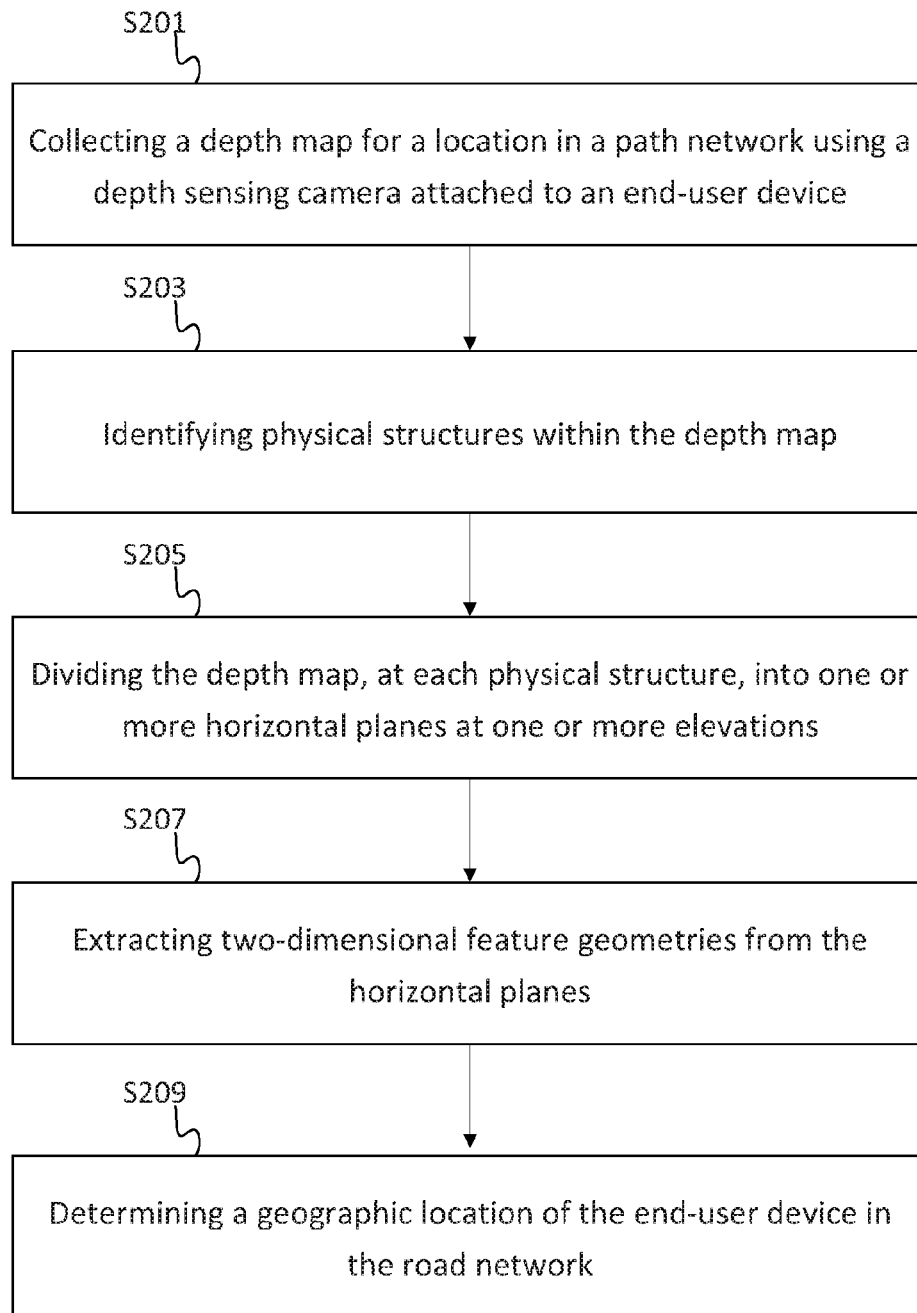 S201
Collecting a depth map for a location in a path network using a
depth sensing camera attached to an end-user device
S203
Identifying physical structures within the depth map
S205
Dividing the depth map, at each physical structure, into one or
more horizontal planes at one or more elevations
S207
Extracting two-dimensional feature geometries from the
horizontal planes
S209
Determining a geographic location of the end-user device in
the road network